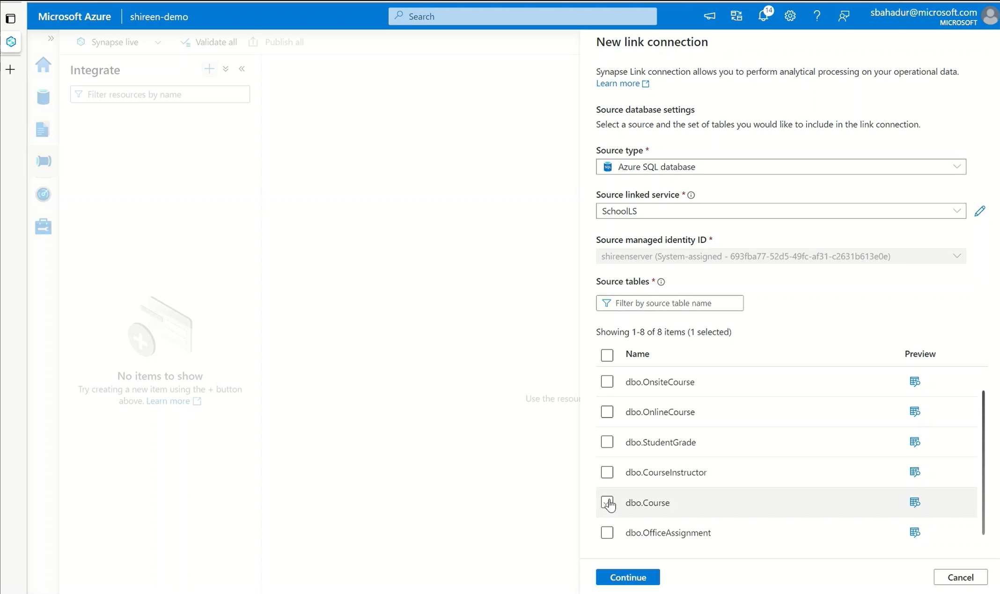 Microsoft Azure
shireen-demo
Search
14
sbahadur@microsoft.com
MICROSOFT
Synapse live
Validate all
Publish all
Integrate
Filter resources by name
No items to show
Try creating a new item using the + button
above. Learn more
Use the resour
New link connection
Synapse Link connection allows you to perform analytical processing on your operational data.
Learn more
Source database settings
Select a source and the set of tables you would like to include in the link connection.
Source type *
SQL
Azure SQL database
Source linked service *
SchoolLS
Source managed identity ID *
shireenserver (System-assigned - 693fba77-52d5-49fc-af31-c2631b613e0e)
Source tables *
Filter by source table name
Showing 1-8 of 8 items (1 selected)
Name Preview
dbo.OnsiteCourse
dbo.OnlineCourse
dbo.StudentGrade
dbo.CourseInstructor
dbo.Course
dbo.OfficeAssignment
Continue
Cancel